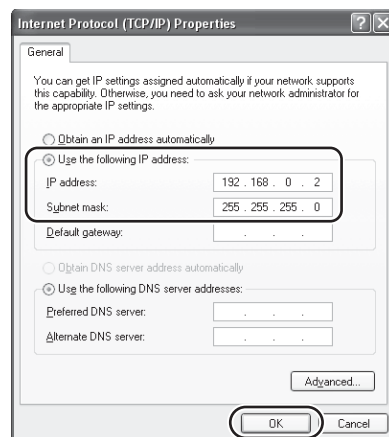 Internet Protocol (TCP/IP) Properties
General
You can get IP settings assigned automatically if your network supports
this capability. Otherwise, you need to ask your network administrator for
the appropriate IP settings.
Obtain an IP address automatically
Use the following IP address:
IP address: 192 . 168 . 0 . 2
Subnet mask: 255 . 255 . 255 . 0
Default gateway: . . .
Obtain DNS server address automatically
Use the following DNS server addresses:
Preferred DNS server: . . .
Alternate DNS server: . . .
Advanced...
OK Cancel